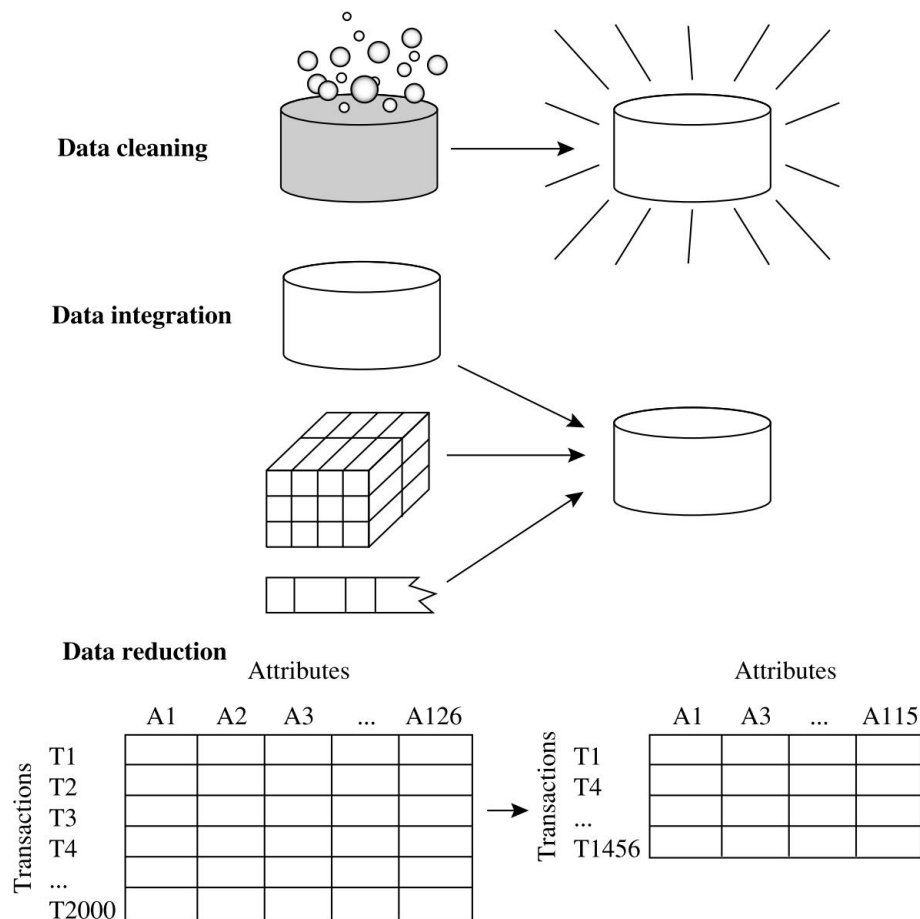 Data cleaning
Data integration
Data reduction
Attributes
A1 A2 A3 ... A126
Transactions
T1
T2
T3
T4
...
T2000
Attributes
A1 A3 ... A115
Transactions
T1
T4
...
T1456